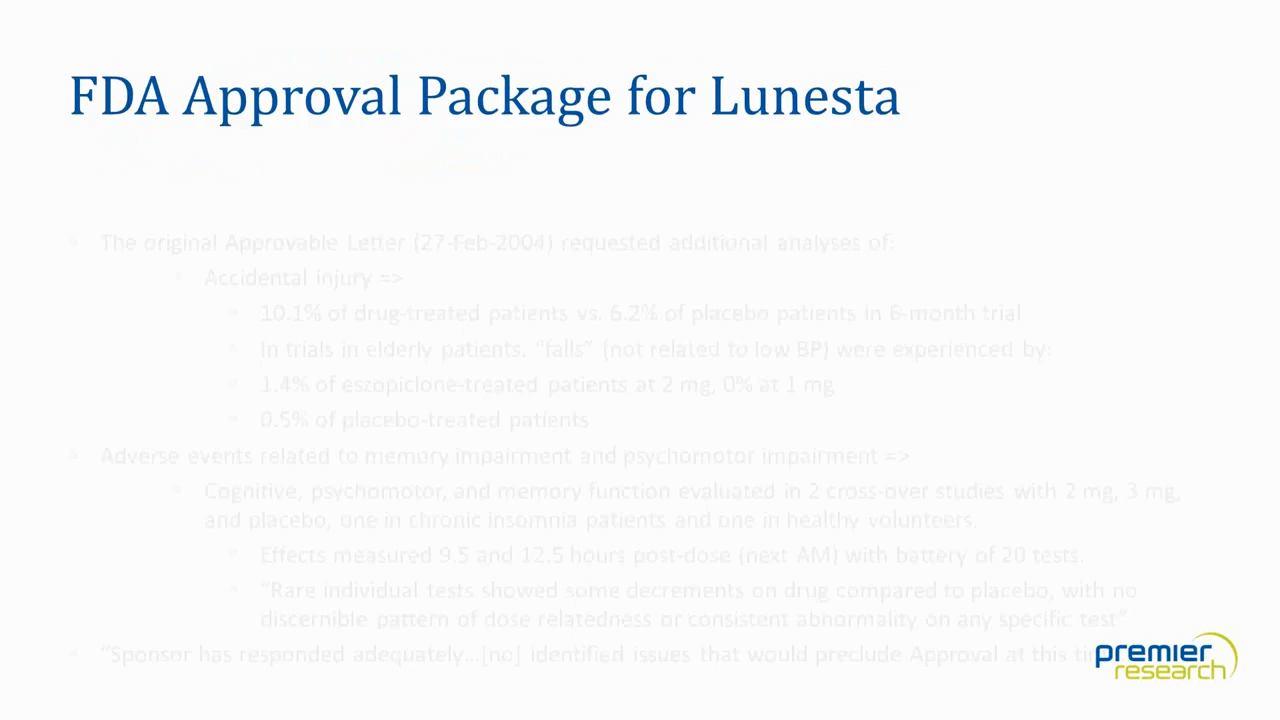 FDA Approval Package for Lunesta
The original Approvable Letter (27-Feb-2004) requested additional analyses of:
Accidental injury =>
10.1% of drug-treated patients vs. 6.2% of placebo patients in 6-month trial
In trials in elderly patients, "falls" (not related to low BP) were experienced by:
1.4% of eszopiclone-treated patients at 2 mg, 0% at 1 mg
0.5% of placebo-treated patients
Adverse events related to memory impairment and psychomotor impairment =>
Cognitive, psychomotor, and memory function evaluated in 2 cross-over studies with 2 mg, 3 mg,
and placebo, one in chronic insomnia patients and one in healthy volunteers.
Effects measured 9.5 and 12.5 hours post-dose (next AM) with battery of 20 tests.
"Rare individual tests showed some decrements on drug compared to placebo, with no
discernible pattern of dose relatedness or consistent abnormality on any specific test"
"Sponsor has responded adequately…[no] identified issues that would preclude Approval at this
premier
research